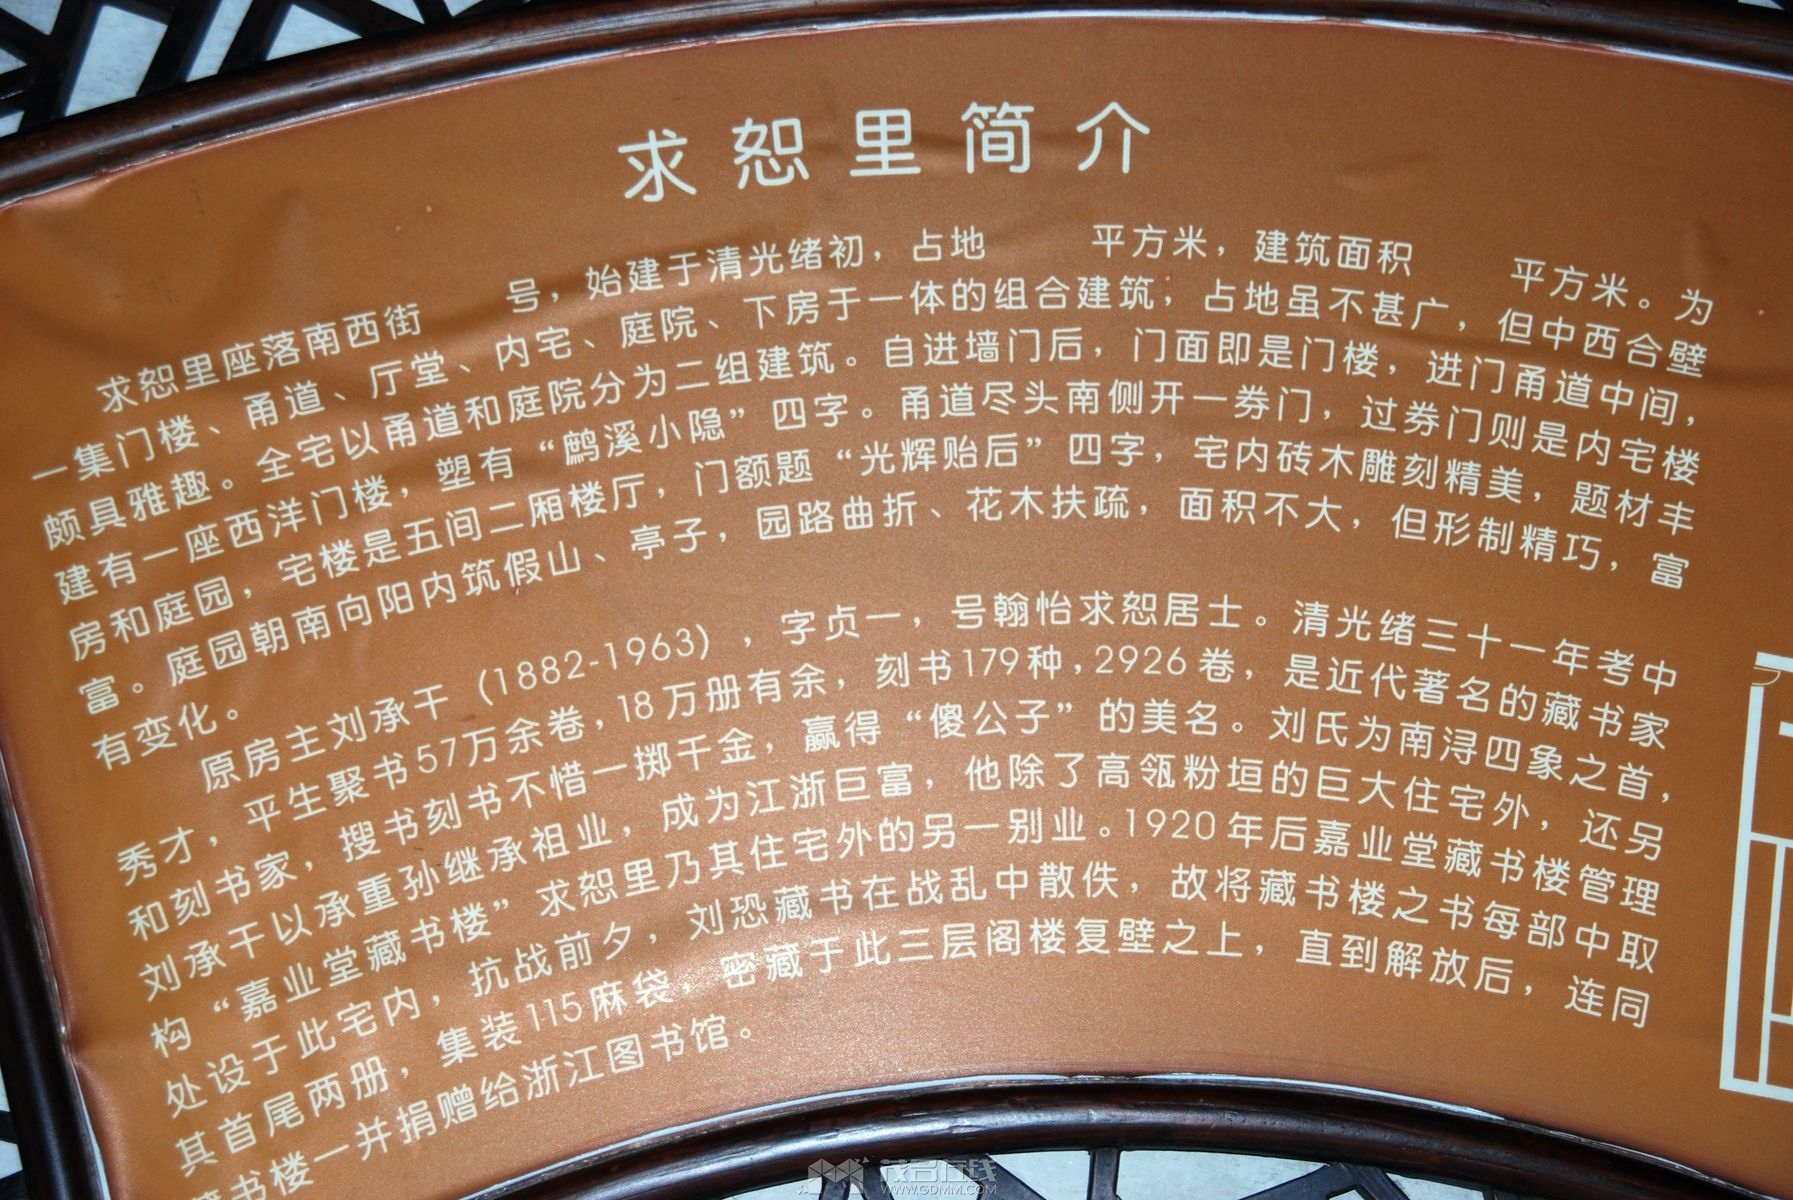 求恕里简介
求恕里座落南西街 号，始建于清光绪初，占地 平方米，建筑面积 平方米。为
一集门楼、甬道、厅堂、内宅、庭院、下房于一体的组合建筑，占地虽不甚广，但中西合璧
颇具雅趣。全宅以甬道和庭院分为二组建筑。自进墙门后，门面即是门楼，进门甬道中间，
建有一座西洋门楼，塑有“鹧溪小隐”四字。甬道尽头南侧开一券门，过券门则是内宅楼
房和庭园，宅楼是五间二厢楼厅，门额题“光辉贻后”四字，宅内砖木雕刻精美，题材丰
富。庭园朝南向阳内筑假山、亭子，园路曲折、花木扶疏，面积不大，但形制精巧，富
有变化。
原房主刘承干（1882-1963），字贞一，号翰怡求恕居士。清光绪三十一年考中
秀才，平生聚书57万余卷，18万册有余，刻书179种，2926卷，是近代著名的藏书家
和刻书家，搜书刻书不惜一掷千金，赢得“傻公子”的美名。刘氏为南浔四象之首，
刘承干以承重孙继承祖业，成为江浙巨富，他除了高瓴粉垣的巨大住宅外，还另
构“嘉业堂藏书楼”求恕里乃其住宅外的另一别业。1920年后嘉业堂藏书楼管理
处设于此宅内，抗战前夕，刘恐藏书在战乱中散佚，故将藏书楼之书每部中取
其首尾两册，集装115麻袋，密藏于此三层阁楼复壁之上，直到解放后，连同
书楼一并捐赠给浙江图书馆。
茂名在线
WWW.GDMM.COM